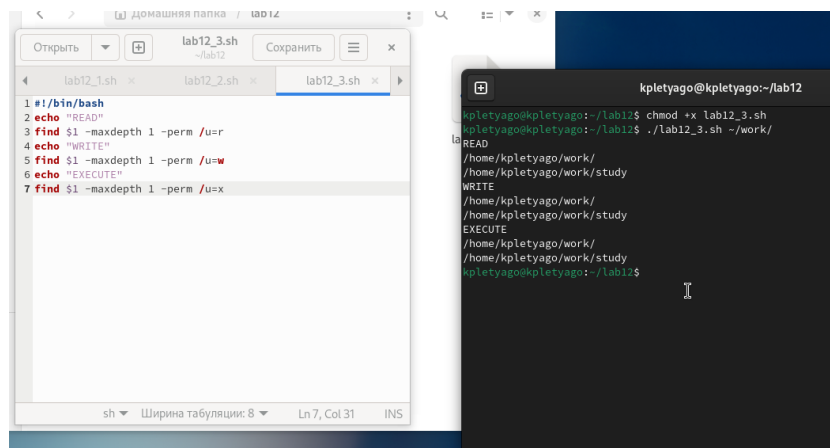 Домашняя папка / lab12
Открыть
lab12_3.sh
~/lab12
Сохранить
lab12_1.sh
lab12_2.sh
lab12_3.sh
1 #!/bin/bash
2 echo "READ"
3 find $1 -maxdepth 1 -perm /u=r
4 echo "WRITE"
5 find $1 -maxdepth 1 -perm /u=w
6 echo "EXECUTE"
7 find $1 -maxdepth 1 -perm /u=x
sh
Ширина табуляции: 8
Ln 7, Col 31
INS
kpletyago@kpletyago:~/lab12
kpletyago@kpletyago:~/lab12$ chmod +x lab12_3.sh
kpletyago@kpletyago:~/lab12$ ./lab12_3.sh ~/work/
READ
/home/kpletyago/work/
/home/kpletyago/work/study
WRITE
/home/kpletyago/work/
/home/kpletyago/work/study
EXECUTE
/home/kpletyago/work/
/home/kpletyago/work/study
kpletyago@kpletyago:~/lab12$